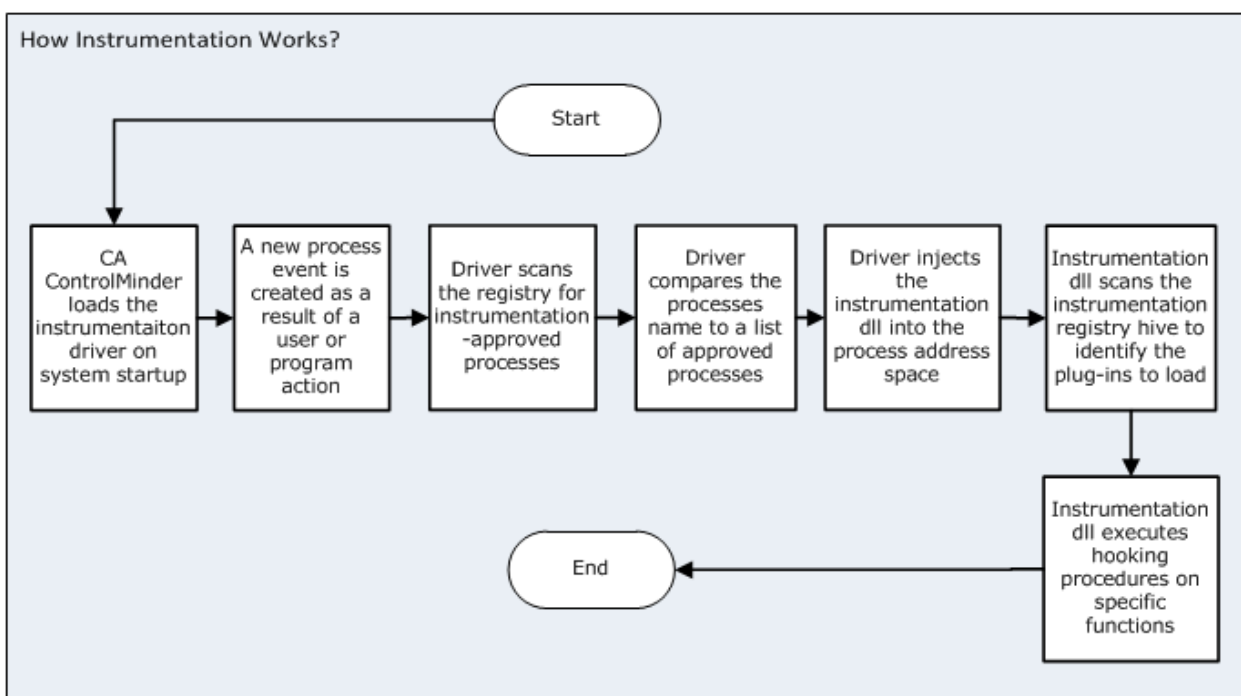 How Instrumentation Works?
Start
CA
ControlMinder
loads the
instrumentaiton
driver on
system startup
A new process
event is
created as a
result of a
user or
program
action
Driver scans
the registry for
instrumentation
-approved
processes
Driver
compares the
processes
name to a list
of approved
processes
Driver injects
the
instrumentation
dll into the
process address
space
Instrumentation
dll scans the
instrumentation
registry hive to
identify the
plug-ins to load
Instrumentation
dll executes
hooking
procedures on
specific
functions
End